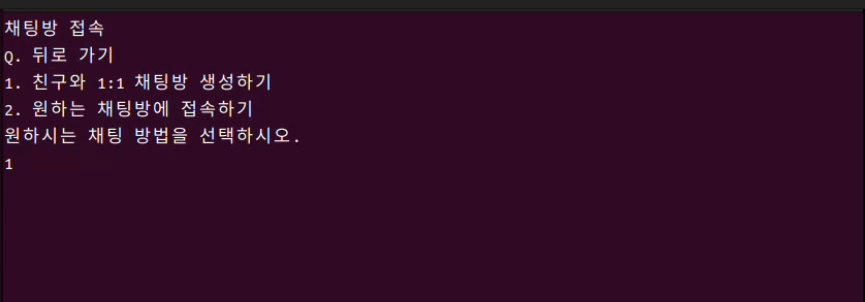 채팅방 접속
Q. 뒤로 가기
1. 친구와 1:1 채팅방 생성하기
2. 원하는 채팅방에 접속하기
원하시는 채팅 방법을 선택하시오.
1